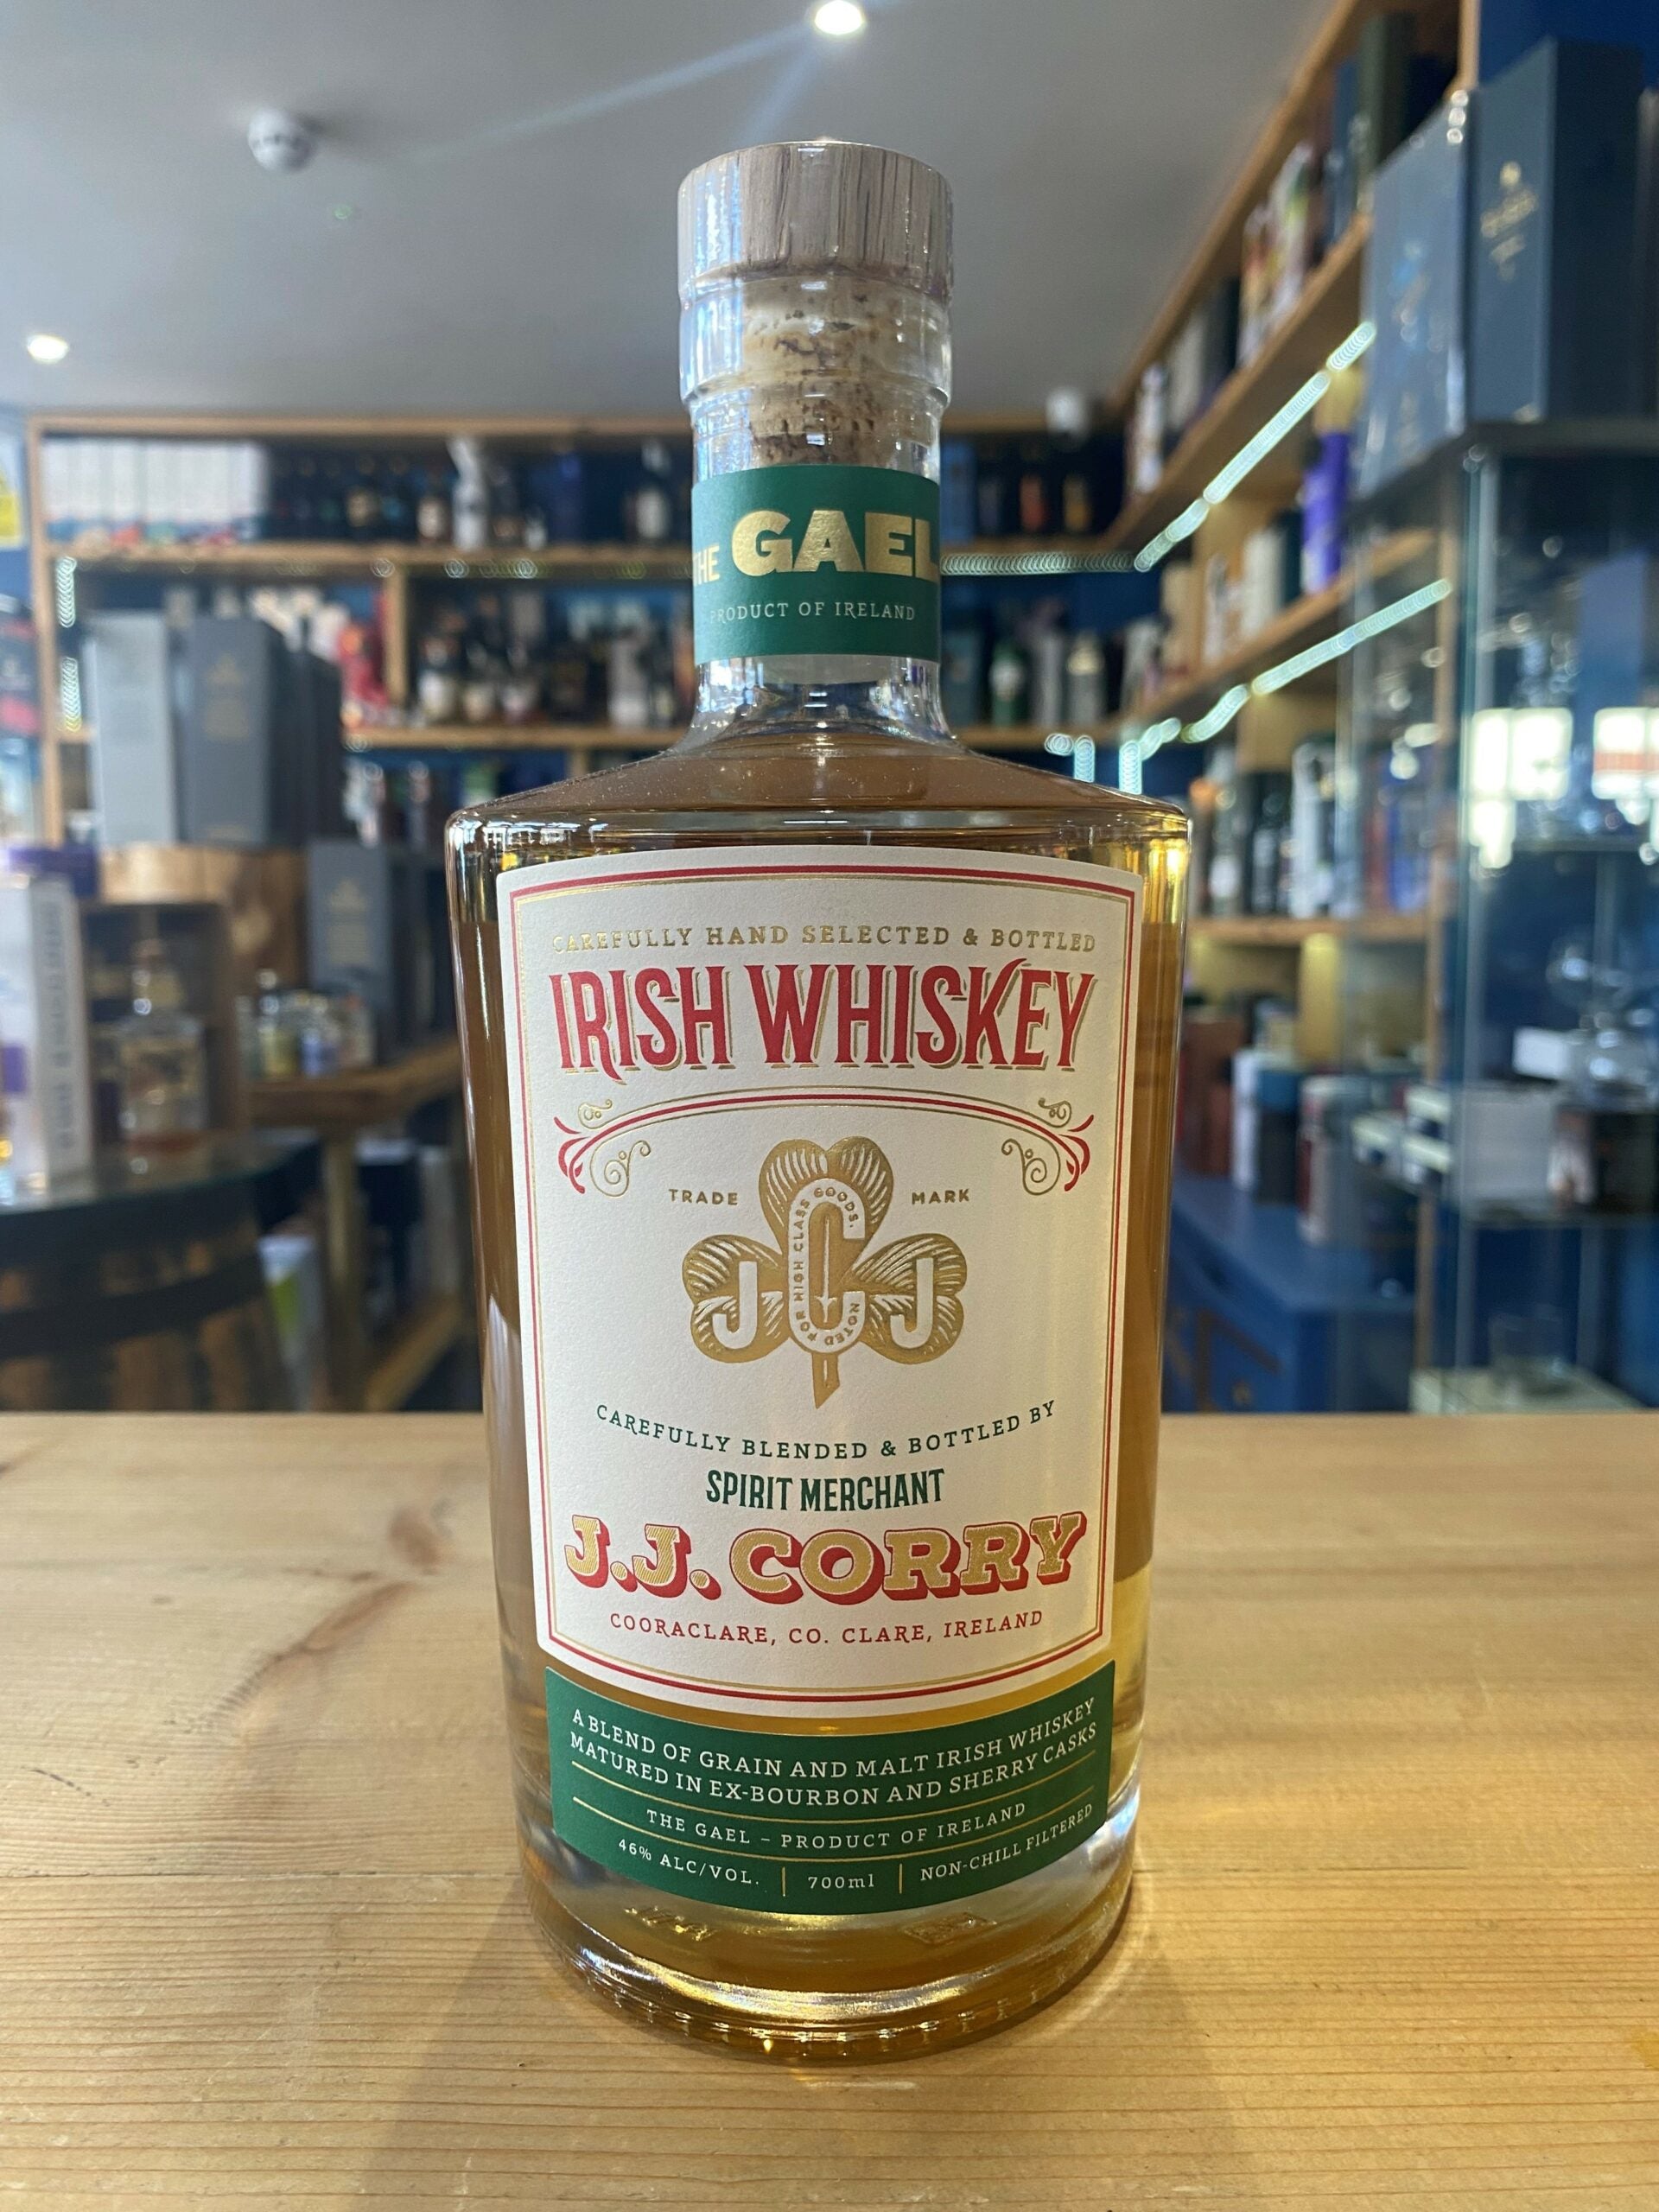 THE GAEL
PRODUCT OF IRELAND
CAREFULLY HAND SELECTED & BOTTLED
IRISH WHISKEY
TRADE MARK
NOTED FOR HIGH CLASS GOODS.
J C J
CAREFULLY BLENDED & BOTTLED BY
SPIRIT MERCHANT
J.J. CORRY
COORACLARE, CO. CLARE, IRELAND
A BLEND OF GRAIN AND MALT IRISH WHISKEY
MATURED IN EX-BOURBON AND SHERRY CASKS
THE GAEL – PRODUCT OF IRELAND
46% ALC/VOL. | 700ml | NON-CHILL FILTERED